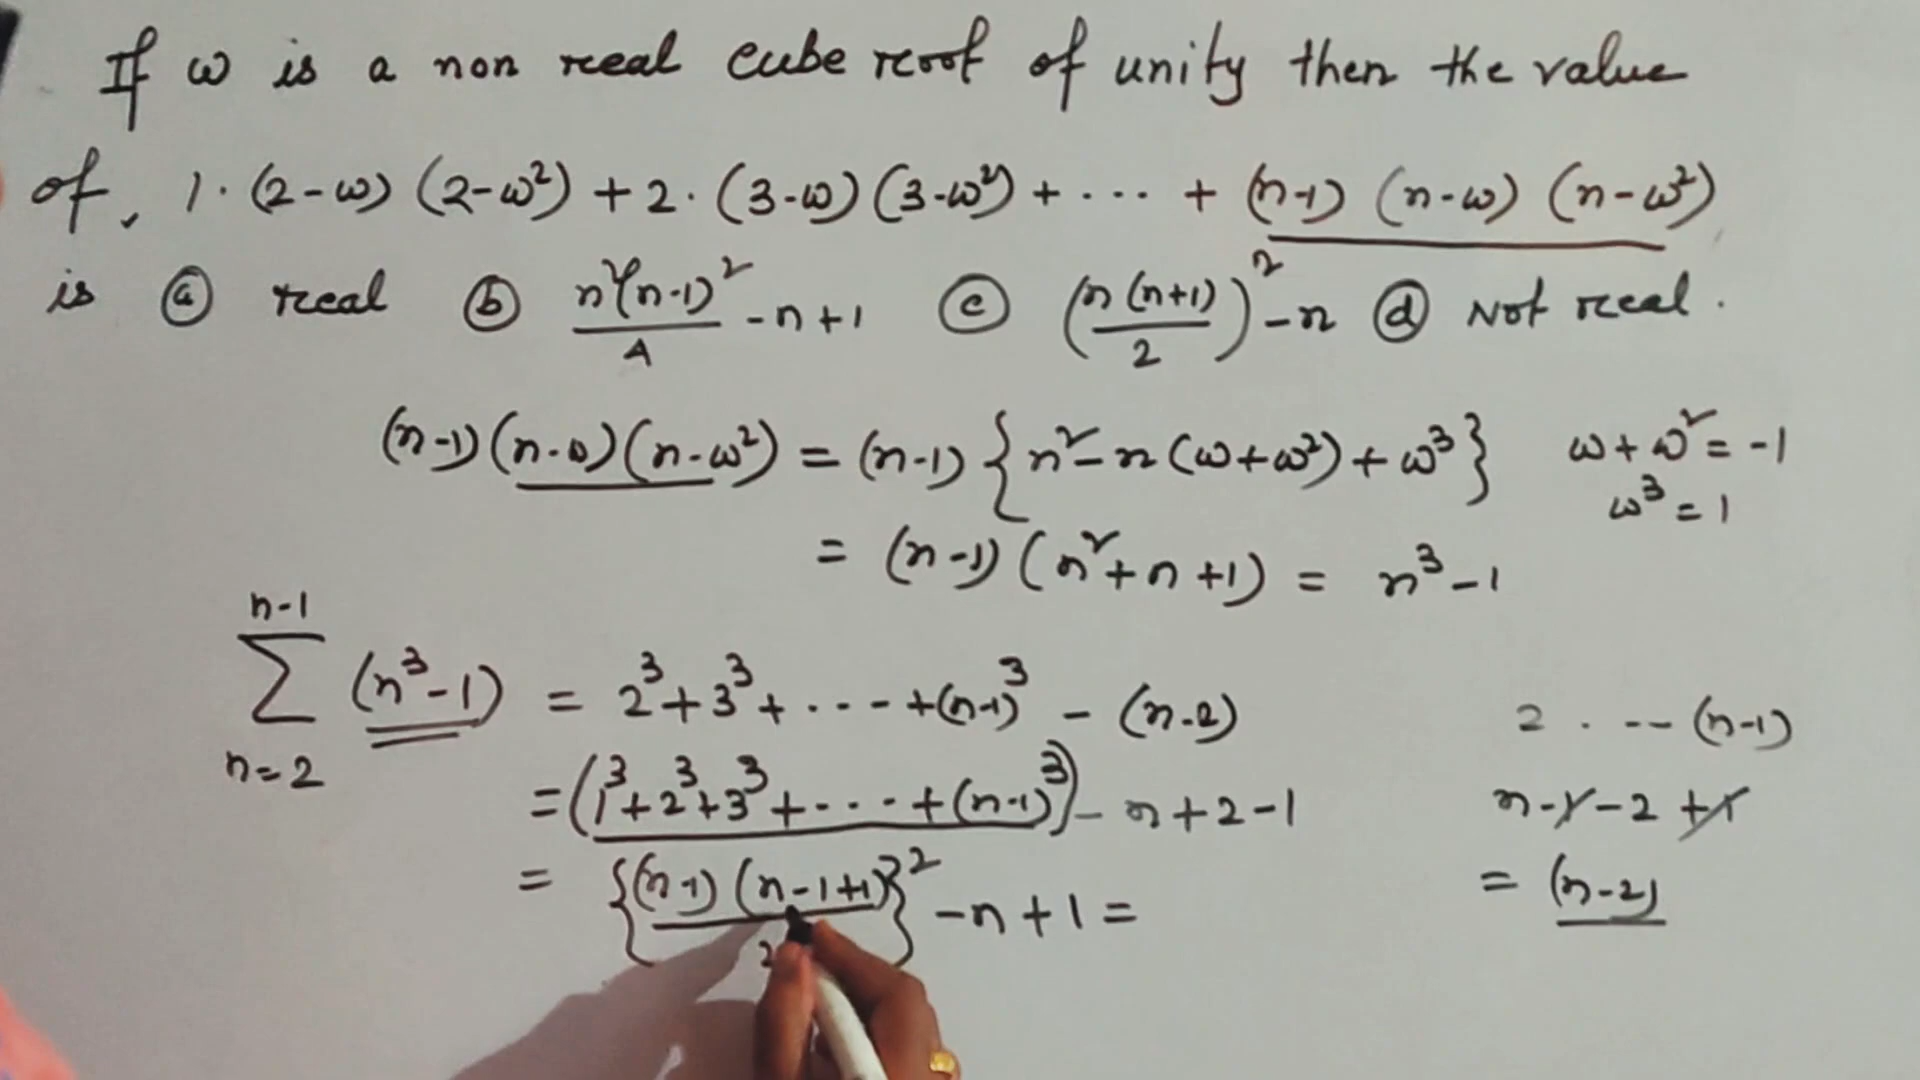 If ω is a non real cube root of unity then the value
of, 1·(2-ω)(2-ω²)+2·(3-ω)(3-ω²)+···+(n-1)(n-ω)(n-ω²)
is ⓐ real ⓑ n²(n-1)²/4 -n+1 ⓒ (n(n+1)/2)²-n ⓓ Not real.
(n-1)(n-ω)(n-ω²) = (n-1){n²-n(ω+ω²)+ω³} ω+ω²=-1
ω³=1
= (n-1)(n²+n+1) = n³-1
n-1
∑ (n³-1) = 2³+3³+····+(n-1)³ - (n-2) 2 . -- (n-1)
n=2
=(1³+2³+3³+····+(n-1)³)- n+2-1 n-1-2+1
= {(n-1)(n-1+1)/2}² -n+1= = (n-2)